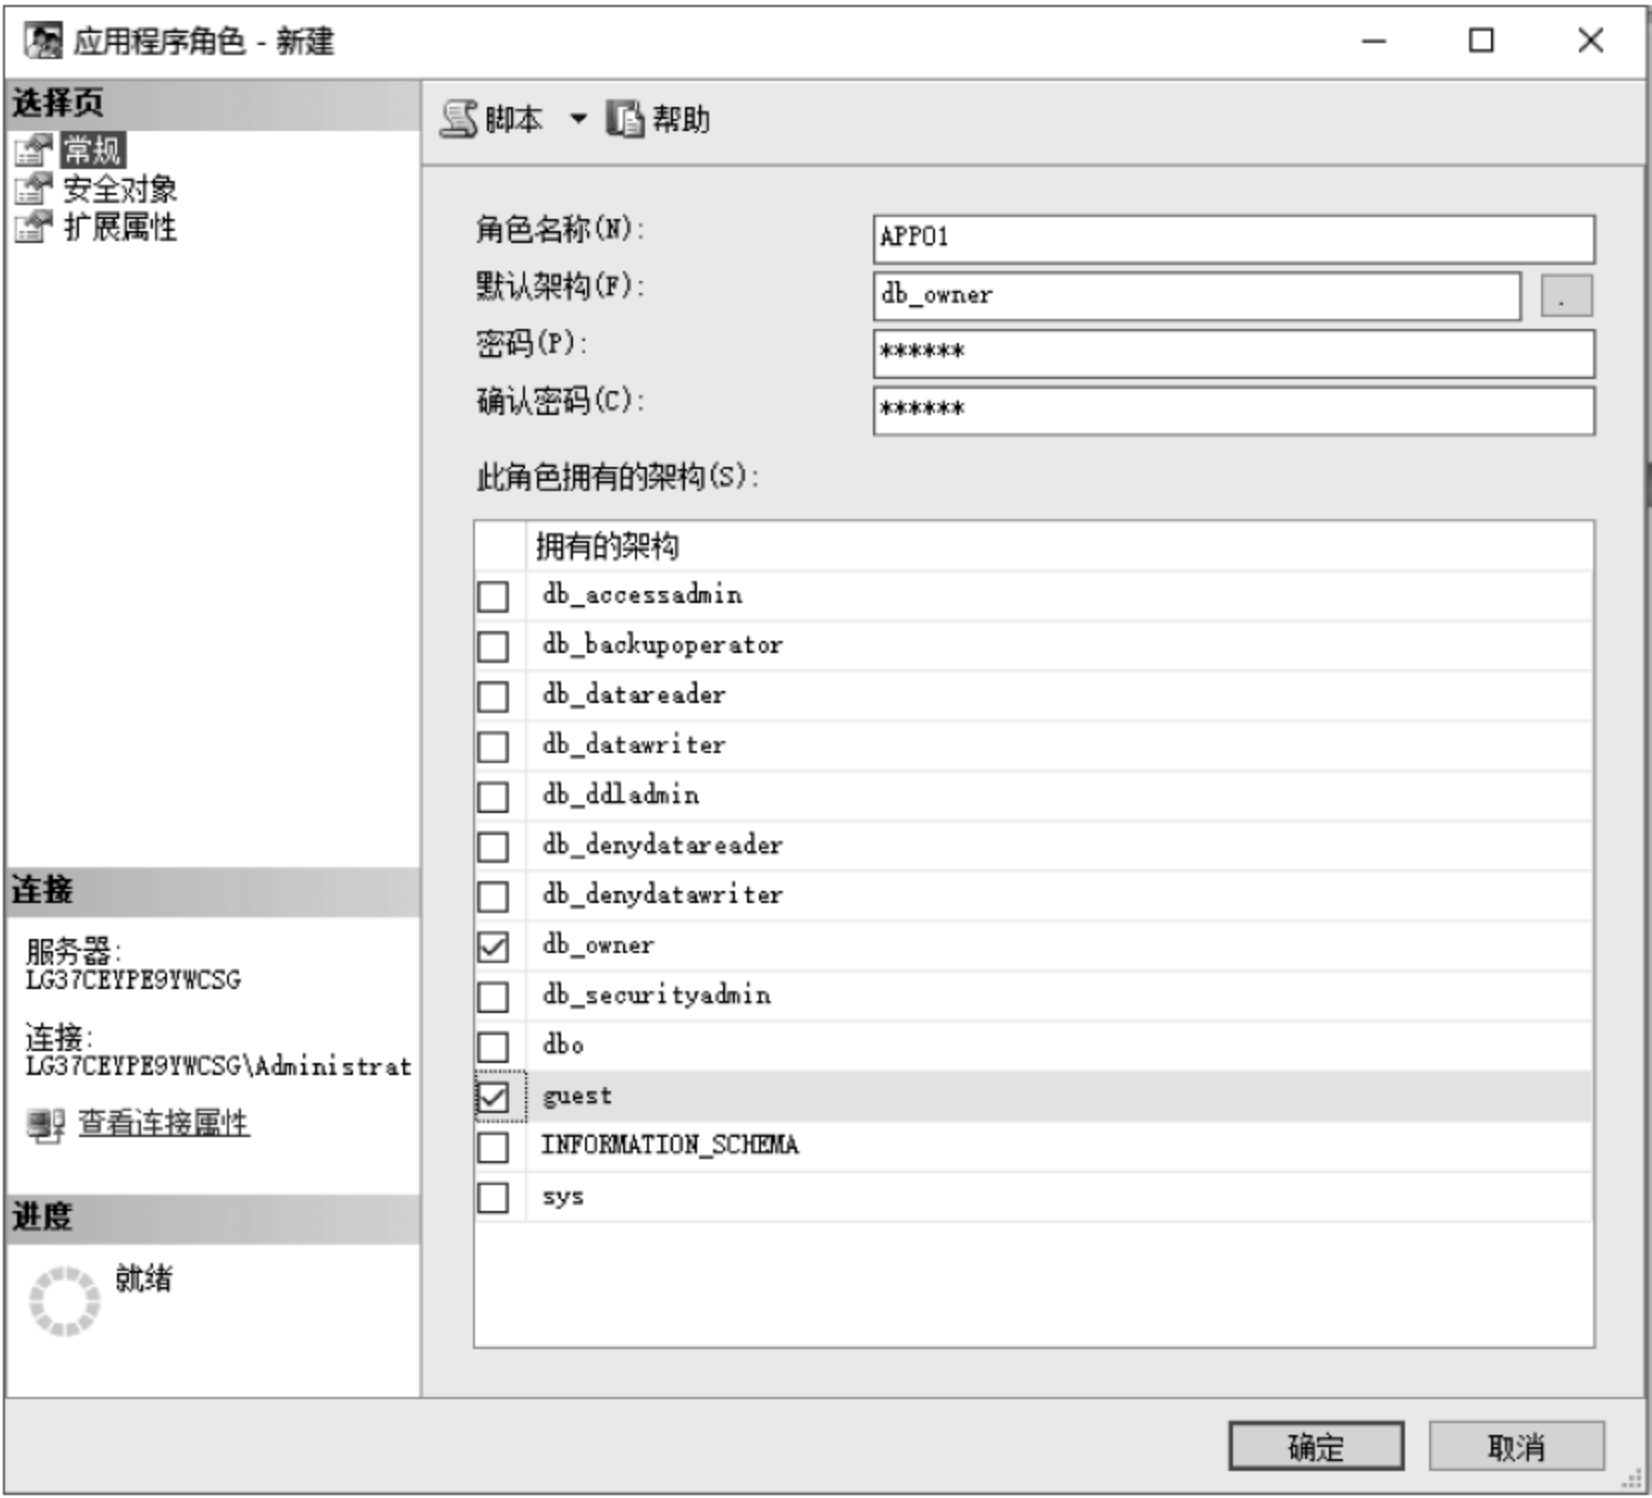 应用程序角色 - 新建
选择页
常规
安全对象
扩展属性
脚本 帮助
角色名称(N): APP01
默认架构(F): db_owner .
密码(P): ******
确认密码(C): ******
此角色拥有的架构(S):
拥有的架构
db_accessadmin
db_backupoperator
db_datareader
db_datawriter
db_ddladmin
db_denydatareader
db_denydatawriter
db_owner
db_securityadmin
dbo
guest
INFORMATION_SCHEMA
sys
连接
服务器:
LG37CEYPE9YWCSG
连接:
LG37CEYPE9YWCSG\Administrat
查看连接属性
进度
就绪
确定 取消